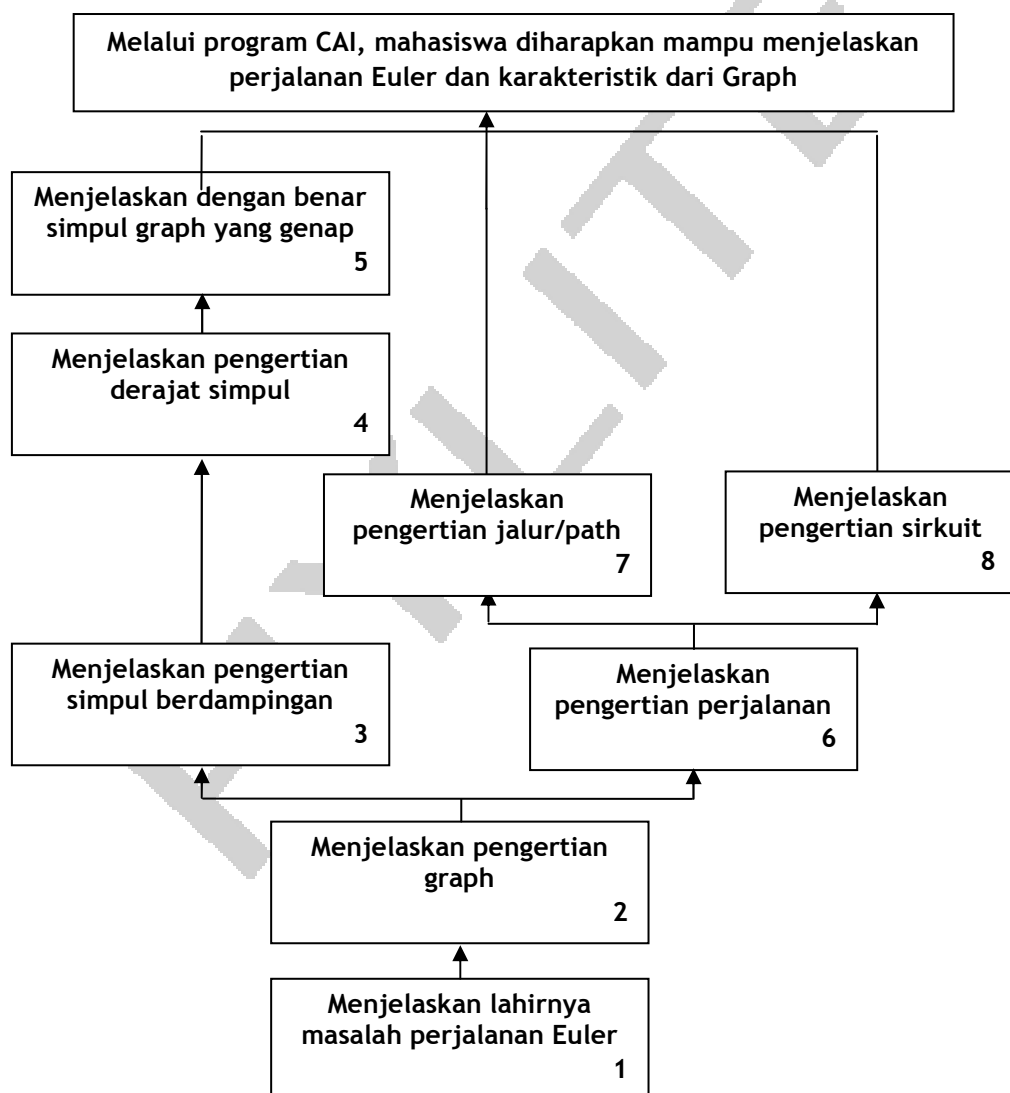 Melalui program CAI, mahasiswa diharapkan mampu menjelaskan
perjalanan Euler dan karakteristik dari Graph
Menjelaskan dengan benar
simpul graph yang genap
5
Menjelaskan pengertian
derajat simpul
4
Menjelaskan
pengertian jalur/path
7
Menjelaskan
pengertian sirkuit
8
Menjelaskan pengertian
simpul berdampingan
3
Menjelaskan
pengertian perjalanan
6
Menjelaskan pengertian
graph
2
Menjelaskan lahirnya
masalah perjalanan Euler
1